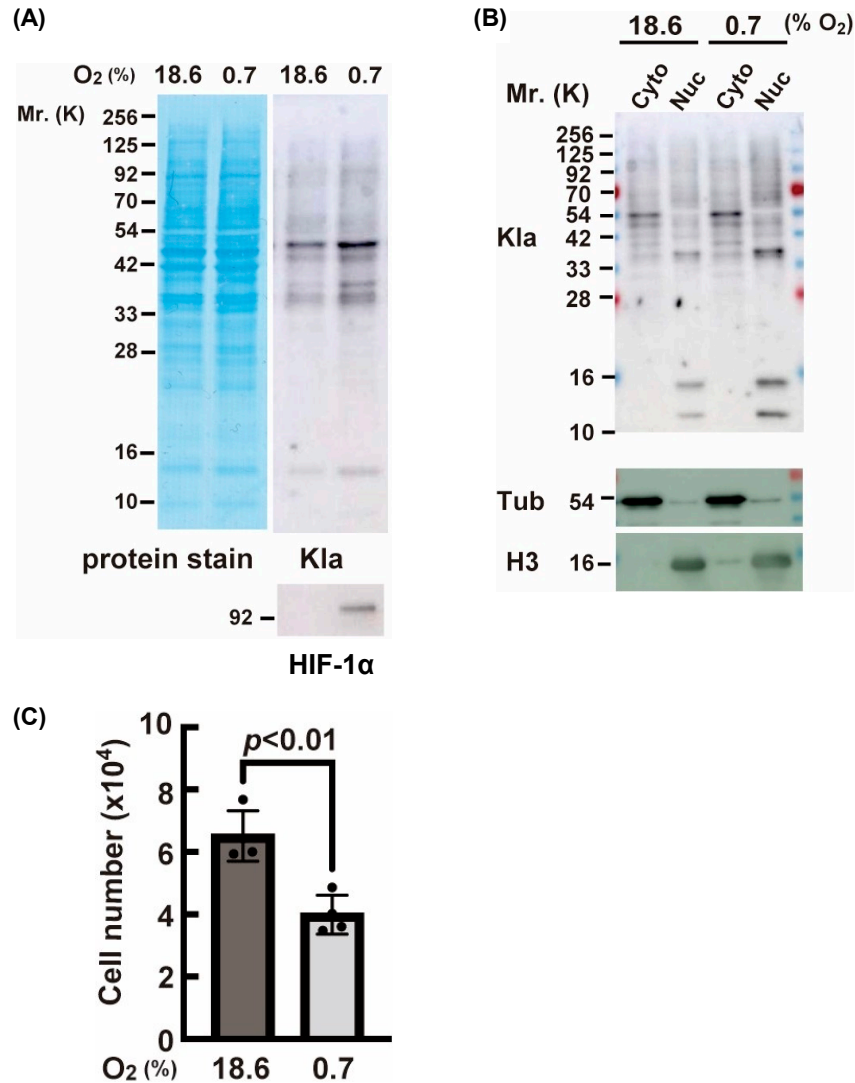 (A)
O2 (%) 18.6 0.7 18.6 0.7
Mr. (K)
256
125
92
70
54
42
33
28
16
10
protein stain Kla
92
HIF-1α
(B)
18.6 0.7 (% O2)
Mr. (K) Cyto Nuc Cyto Nuc
256
125
92
70
54
Kla
42
33
28
16
10
Tub 54
H3 16
(C)
10
p<0.01
8
6
4
2
0
Cell number (x10⁴)
O2 (%) 18.6 0.7